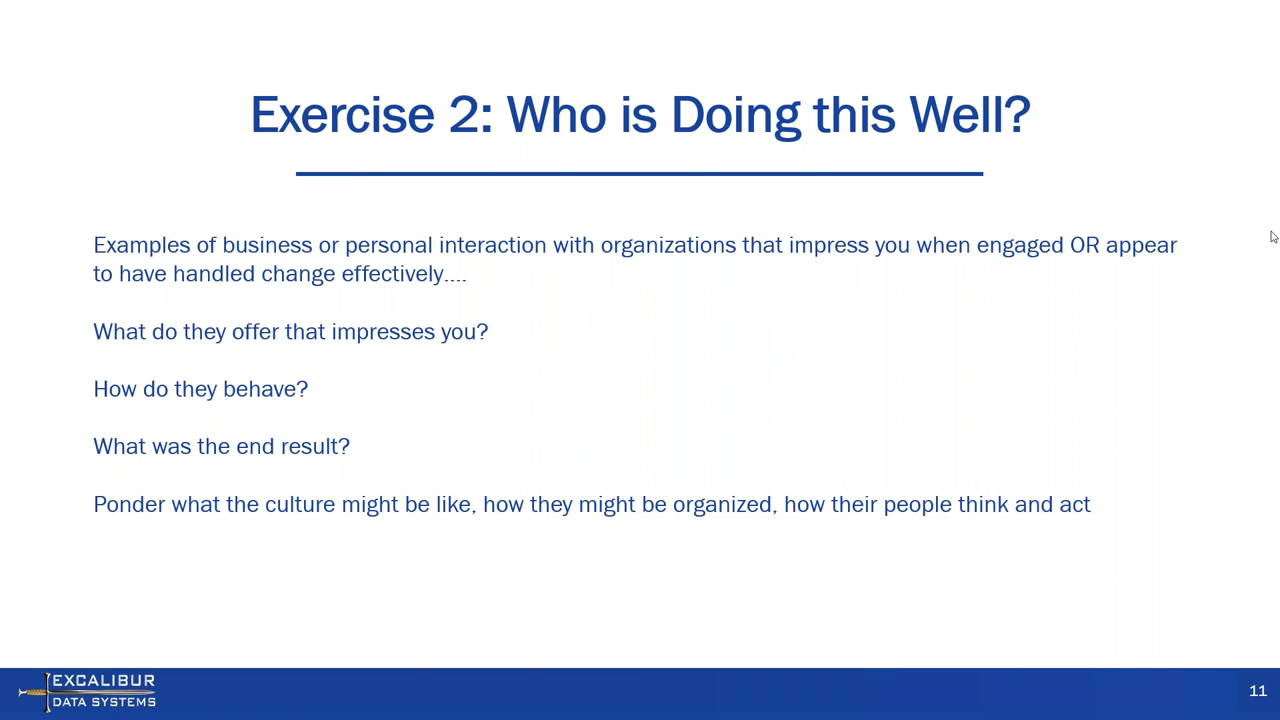 Exercise 2: Who is Doing this Well?
Examples of business or personal interaction with organizations that impress you when engaged OR appear
to have handled change effectively....
What do they offer that impresses you?
How do they behave?
What was the end result?
Ponder what the culture might be like, how they might be organized, how their people think and act
EXCALIBUR
DATA SYSTEMS
11